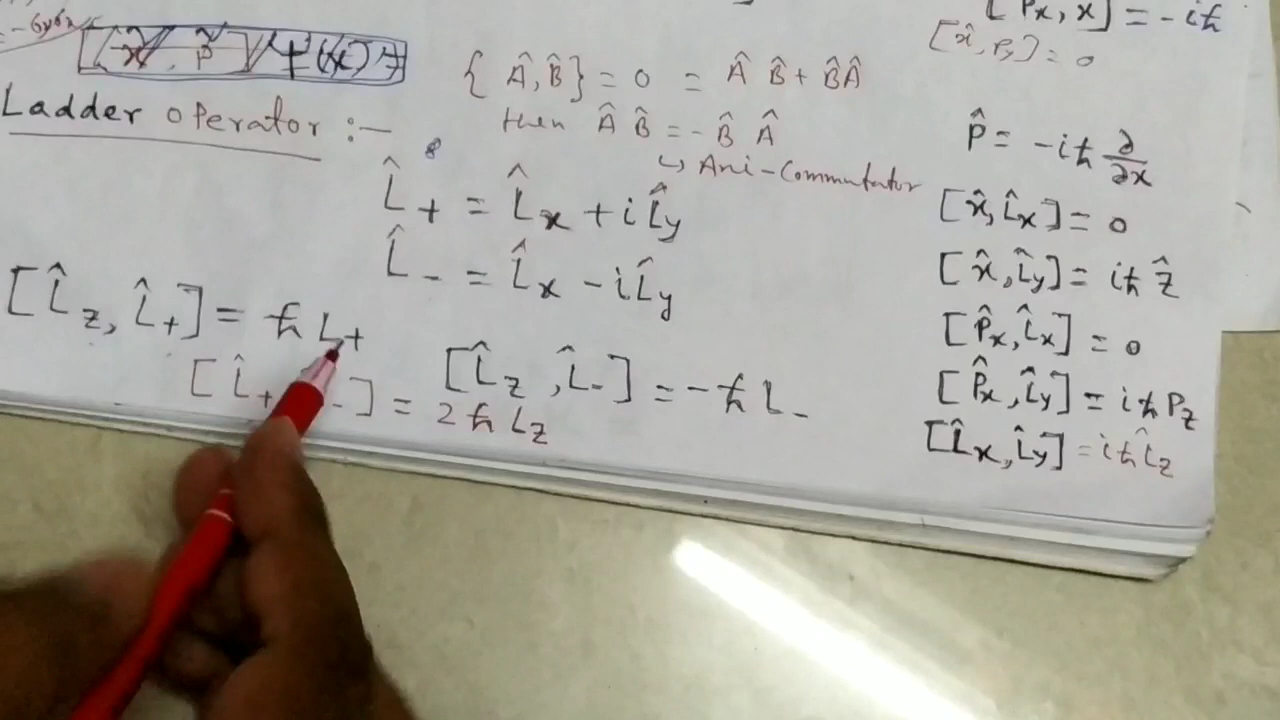 [Px, x] = -iħ
[x̂, Py] = 0
{Â, B̂} = 0 = Â B̂ + B̂Â
then Â B̂ = - B̂ Â
↳ Ani-Commutator
Ladder operator :—
L̂+ = L̂x + iL̂y
L̂- = L̂x - iL̂y
[L̂z, L̂+] = ħ L+
[L̂z, L̂-] = -ħ L-
= 2ħ Lz
P̂ = -iħ ∂/∂x
[x̂, L̂x] = 0
[x̂, L̂y] = iħ ẑ
[P̂x, L̂x] = 0
[P̂x, L̂y] = iħ Pz
[L̂x, L̂y] = iħ L̂z